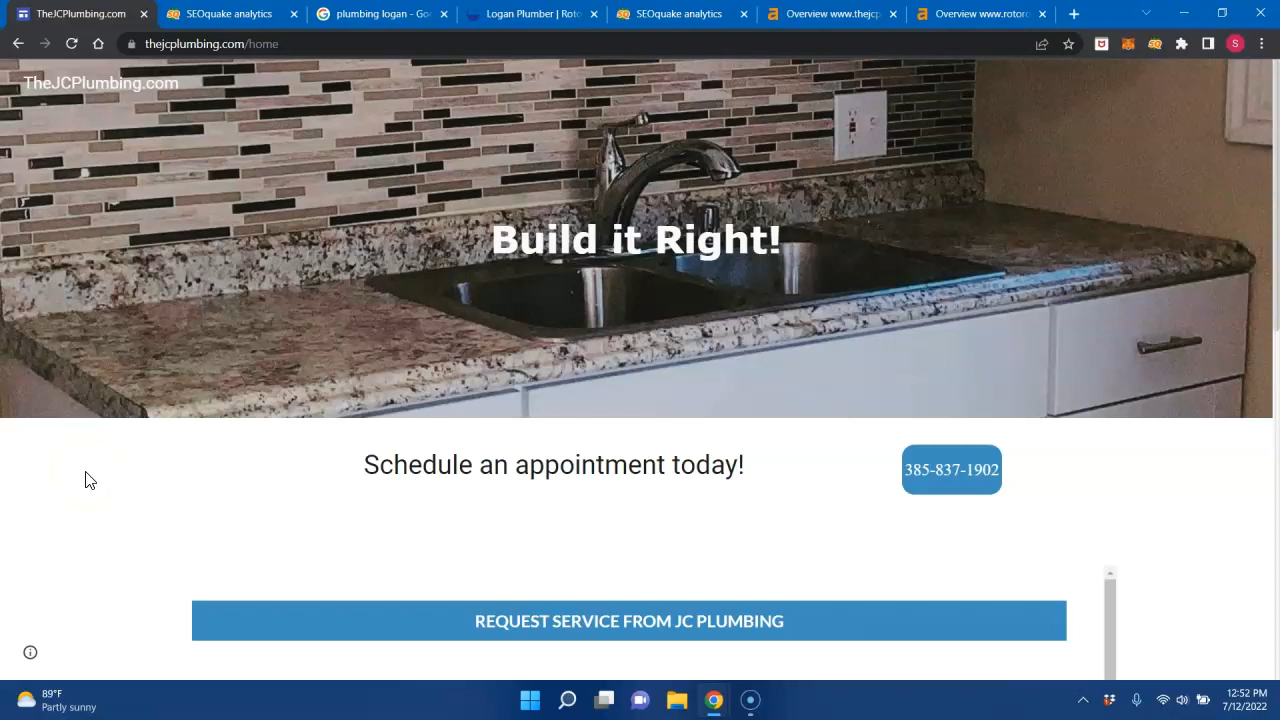 TheJCPlumbing.com
SEOquake analytics
plumbing logan - Go
Logan Plumber | Roto
SEOquake analytics
Overview www.thejcp
Overview www.rotoro
thejcplumbing.com/home
TheJCPlumbing.com
Build it Right!
Schedule an appointment today!
385-837-1902
REQUEST SERVICE FROM JC PLUMBING
89°F
Partly sunny
12:52 PM
7/12/2022